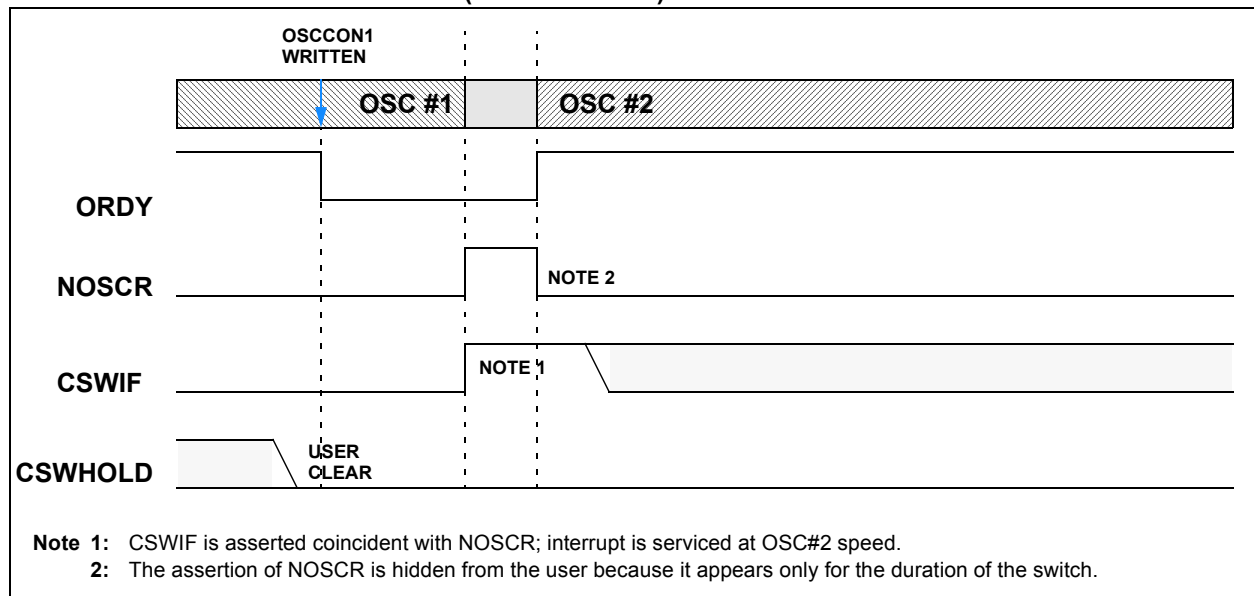 OSCCON1
WRITTEN
OSC #1
OSC #2
ORDY
NOSCR
NOTE 2
CSWIF
NOTE 1
CSWHOLD
USER
CLEAR
Note 1: CSWIF is asserted coincident with NOSCR; interrupt is serviced at OSC#2 speed.
2: The assertion of NOSCR is hidden from the user because it appears only for the duration of the switch.